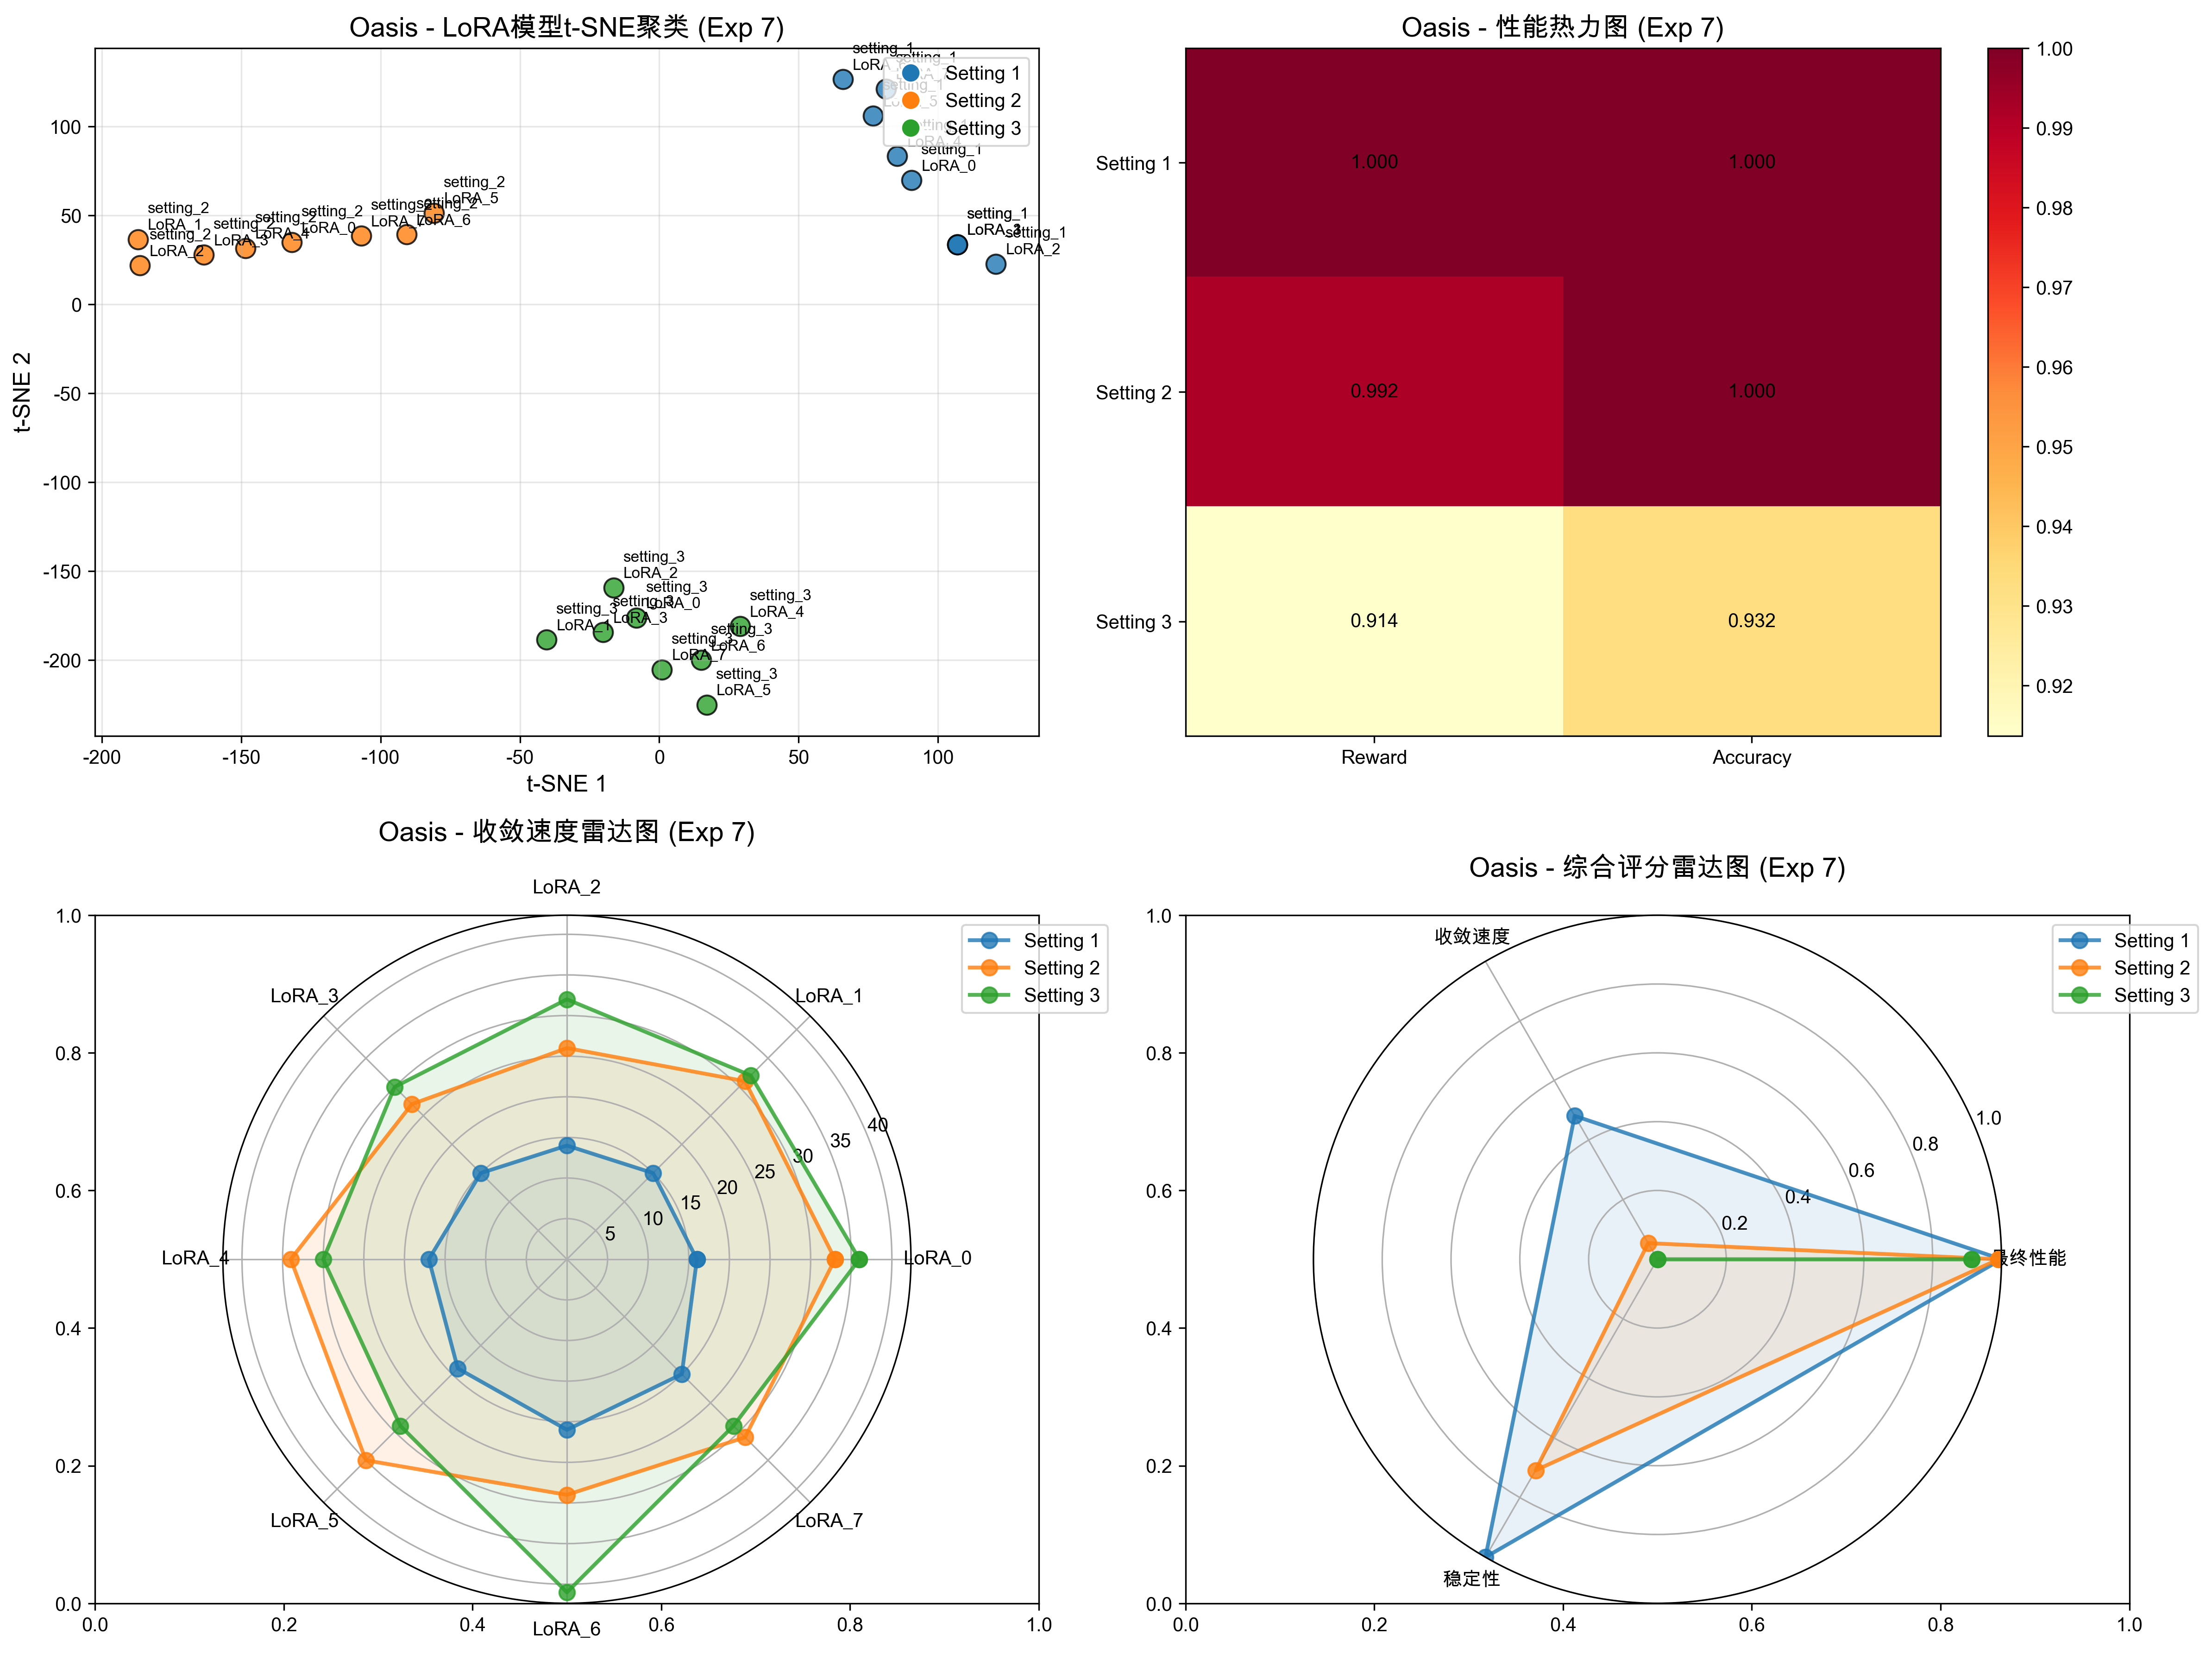 Oasis - LoRA模型t-SNE聚类 (Exp 7)
setting_1
setting_1
setting_1
LoRA_5
LoRA_4
setting_1
LoRA_0
setting_1
setting_1
LoRA_2
Setting 1
Setting 2
Setting 3
setting_2
LoRA_5
setting_2
LoRA_6
setting_2
setting_2
LoRA_0
setting_2
LoRA_4
setting_2
LoRA_3
setting_2
LoRA_1
setting_2
LoRA_2
setting_3
LoRA_2
setting_3
LoRA_0
setting_3
LoRA_3
setting_3
LoRA_1
setting_3
LoRA_4
setting_3
LoRA_6
setting_3
LoRA_7
setting_3
LoRA_5
100
50
0
-50
-100
-150
-200
t-SNE 2
-200
-150
-100
-50
0
50
100
t-SNE 1
Oasis - 性能热力图 (Exp 7)
Setting 1
Setting 2
Setting 3
1.000
1.000
0.992
1.000
0.914
0.932
Reward
Accuracy
1.00
0.99
0.98
0.97
0.96
0.95
0.94
0.93
0.92
Oasis - 收敛速度雷达图 (Exp 7)
LoRA_2
LoRA_3
LoRA_1
LoRA_4
LoRA_0
LoRA_5
LoRA_7
LoRA_6
5
10
15
20
25
30
35
40
Setting 1
Setting 2
Setting 3
1.0
0.8
0.6
0.4
0.2
0.0
0.0
0.2
0.4
0.6
0.8
1.0
Oasis - 综合评分雷达图 (Exp 7)
收敛速度
最终性能
稳定性
0.2
0.4
0.6
0.8
1.0
Setting 1
Setting 2
Setting 3
1.0
0.8
0.6
0.4
0.2
0.0
0.0
0.2
0.4
0.6
0.8
1.0